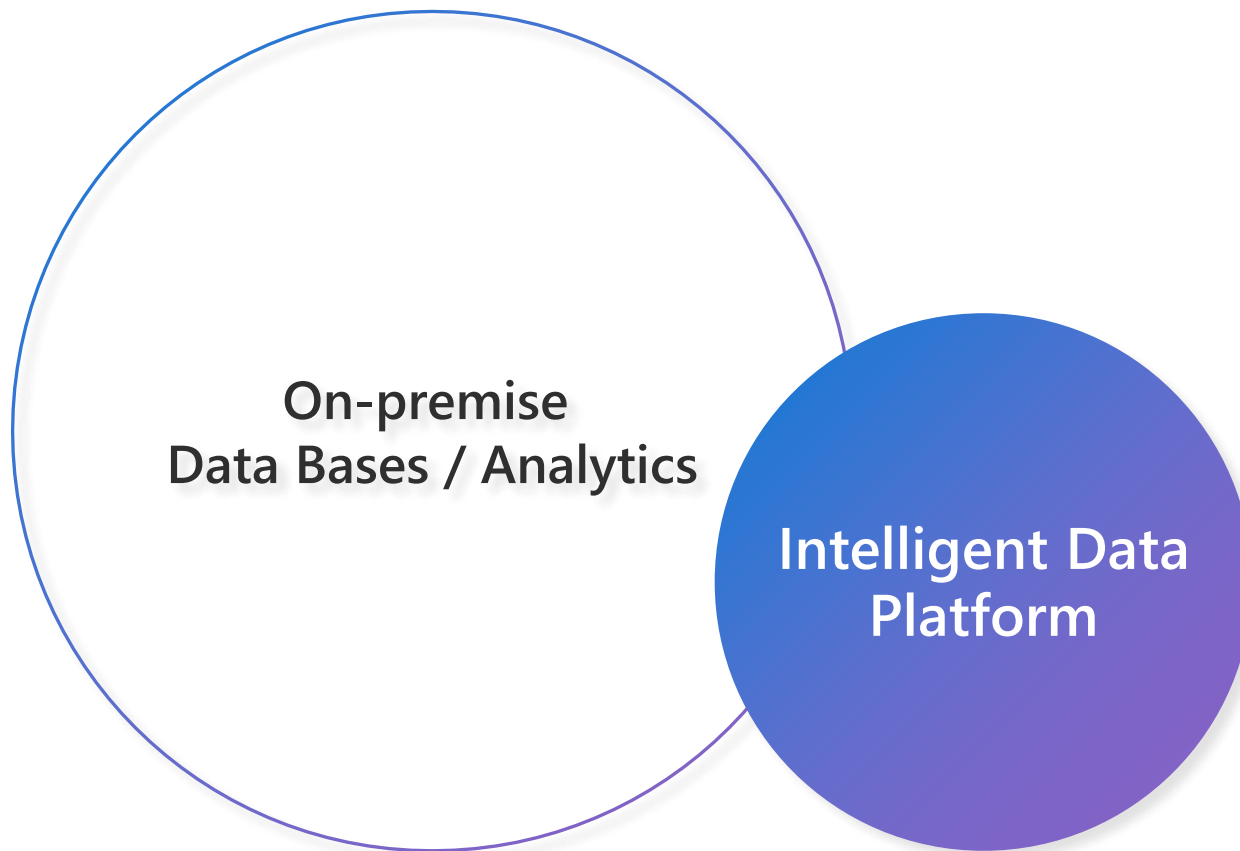 On-premise
Data Bases / Analytics
Intelligent Data
Platform